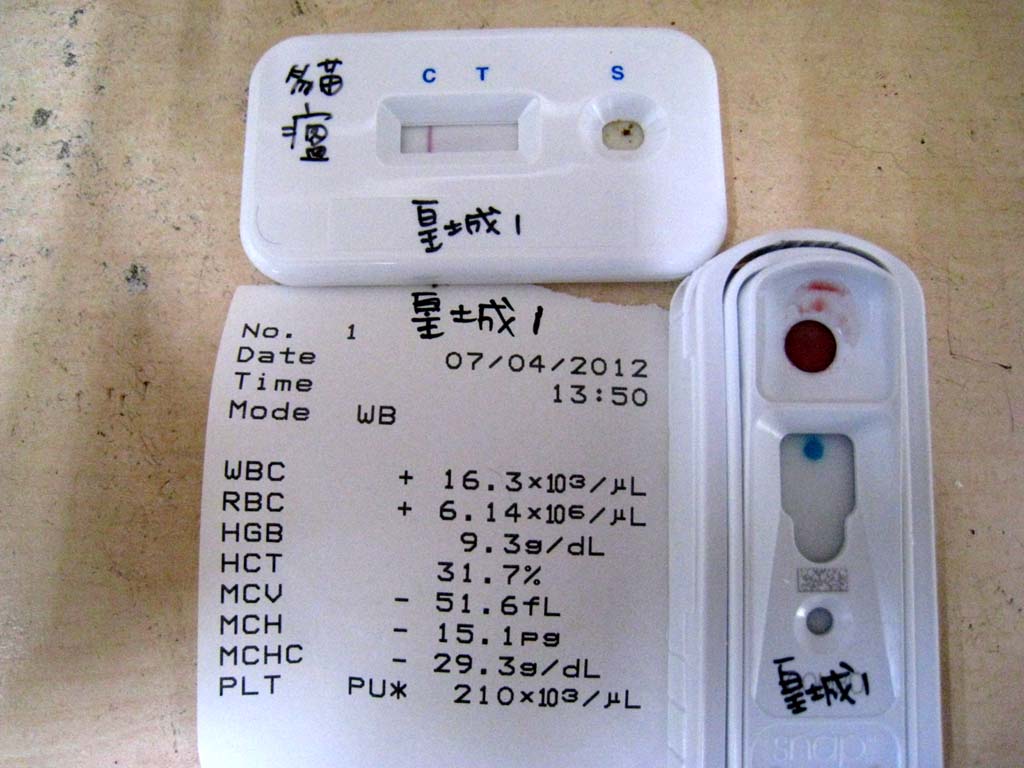 C T S
貓
瘟
皇城1
皇城1
No. 1
Date 07/04/2012
Time 13:50
Mode WB
WBC + 16.3×10³/μL
RBC + 6.14×10⁶/μL
HGB 9.3g/dL
HCT 31.7%
MCV - 51.6fL
MCH - 15.1pg
MCHC - 29.3g/dL
PLT PU* 210×10³/μL
皇城1
snap